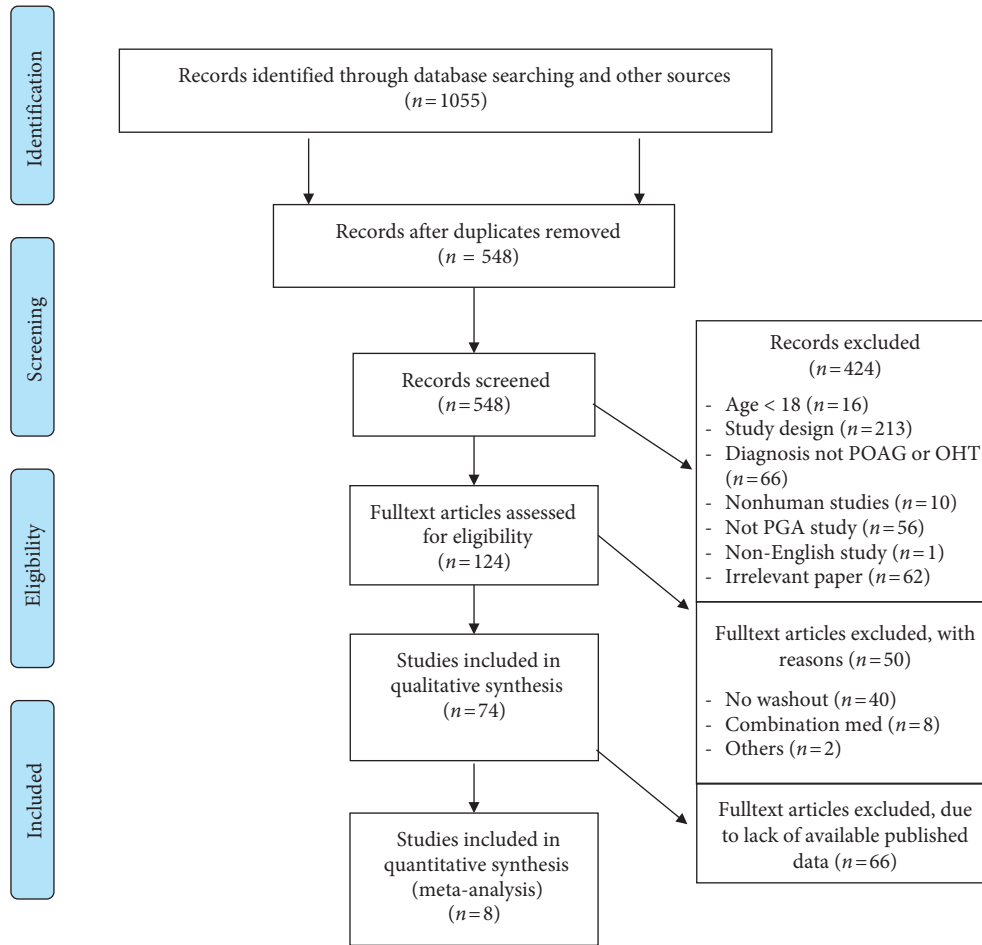 Identification
Records identified through database searching and other sources
(n=1055)
Records after duplicates removed
(n = 548)
Screening
Records screened
(n=548)
Records excluded
(n=424)
- Age < 18 (n=16)
- Study design (n=213)
- Diagnosis not POAG or OHT
(n=66)
- Nonhuman studies (n=10)
- Not PGA study (n=56)
- Non-English study (n=1)
- Irrelevant paper (n=62)
Eligibility
Fulltext articles assessed
for eligibility
(n=124)
Fulltext articles excluded, with
reasons (n=50)
- No washout (n=40)
- Combination med (n=8)
- Others (n=2)
Studies included in
qualitative synthesis
(n=74)
Included
Fulltext articles excluded, due
to lack of available published
data (n=66)
Studies included in
quantitative synthesis
(meta-analysis)
(n=8)